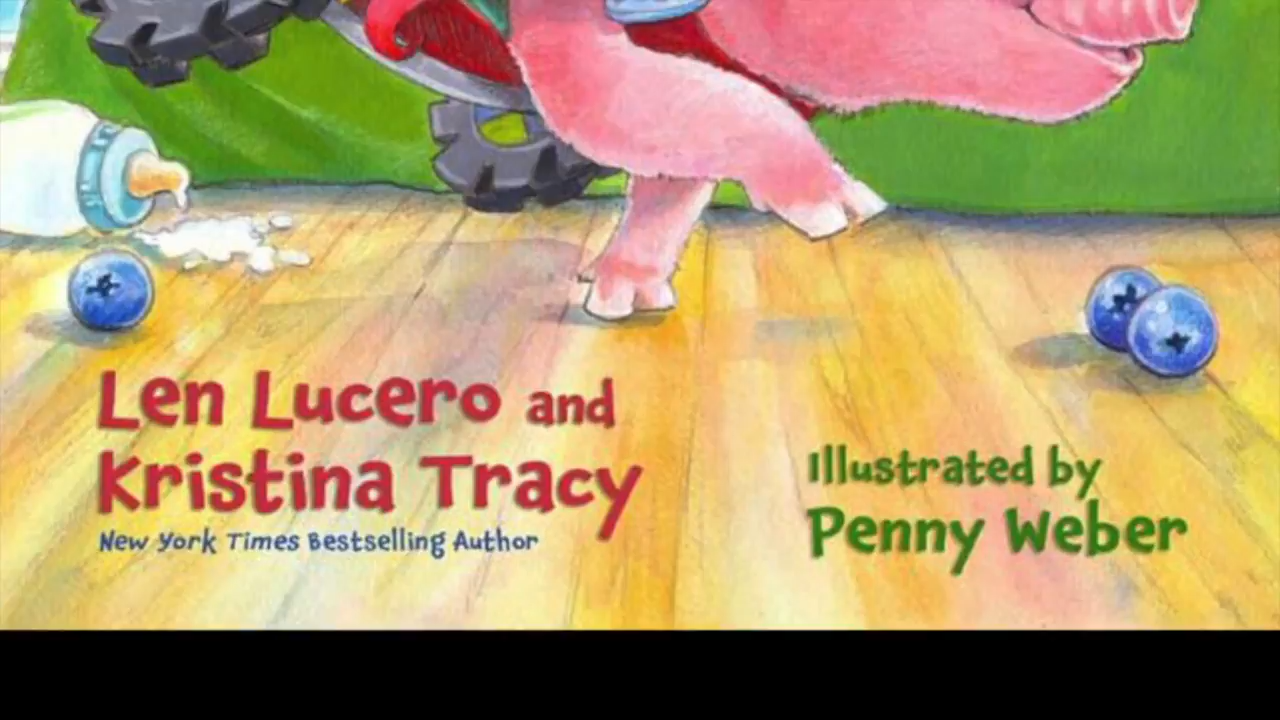 Len Lucero and
Kristina Tracy
New York Times Bestselling Author
Illustrated by
Penny Weber